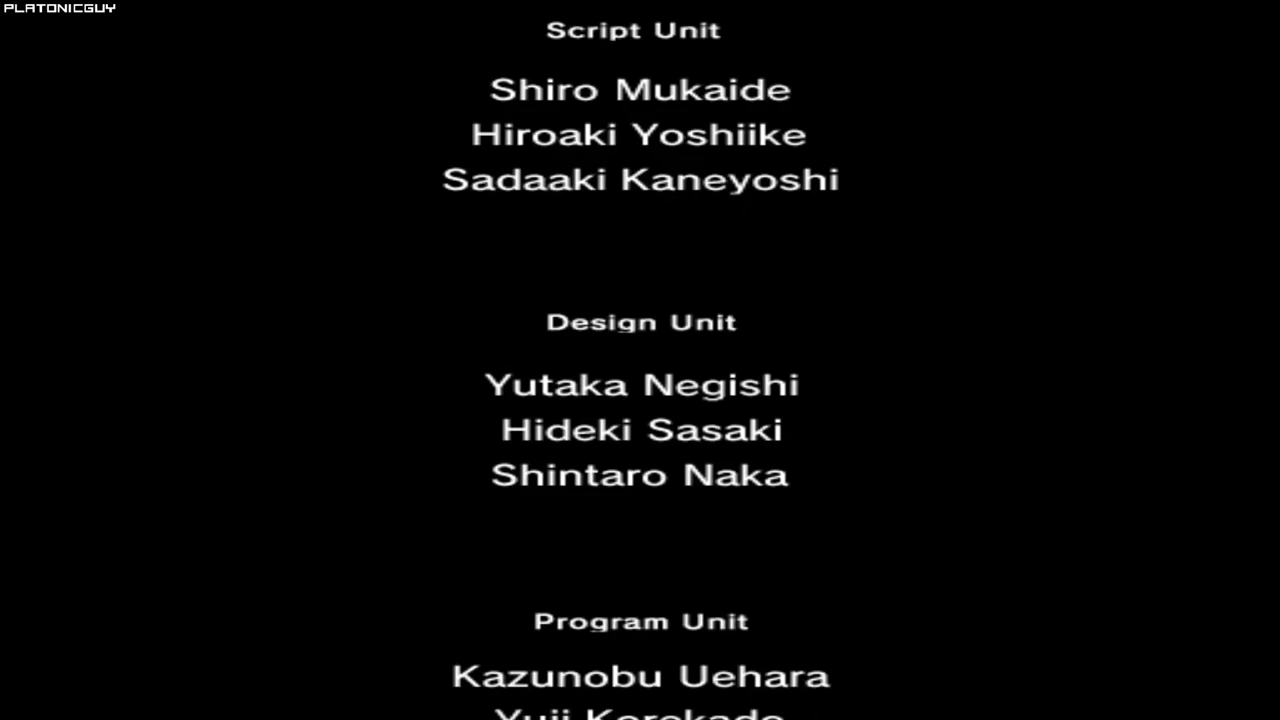 PLATONICGUY
Script Unit
Shiro Mukaide
Hiroaki Yoshiike
Sadaaki Kaneyoshi
Design Unit
Yutaka Negishi
Hideki Sasaki
Shintaro Naka
Program Unit
Kazunobu Uehara
Yuji